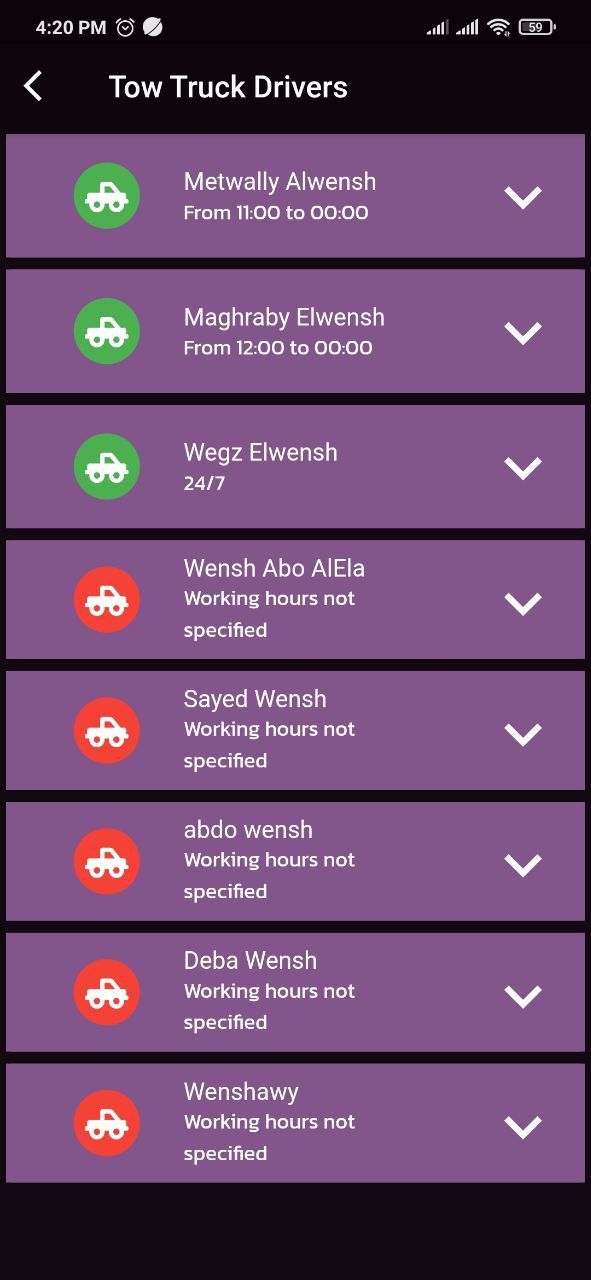 4:20 PM 59
Tow Truck Drivers
Metwally Alwensh
From 11:00 to 00:00
Maghraby Elwensh
From 12:00 to 00:00
Wegz Elwensh
24/7
Wensh Abo AlEla
Working hours not
specified
Sayed Wensh
Working hours not
specified
abdo wensh
Working hours not
specified
Deba Wensh
Working hours not
specified
Wenshawy
Working hours not
specified